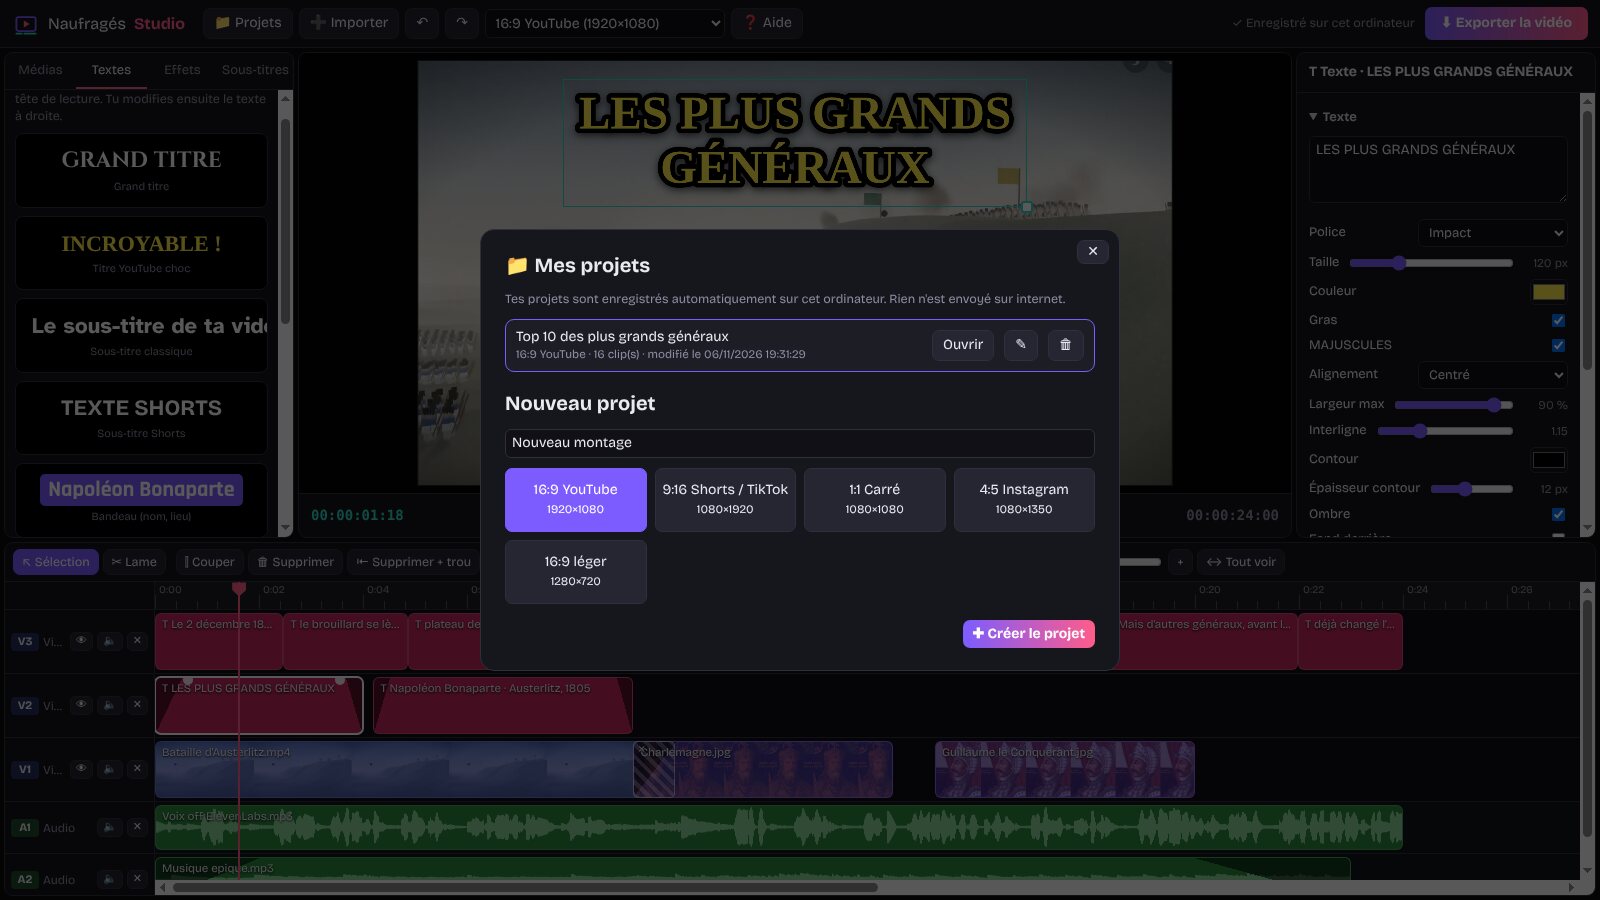 Naufragés Studio
📁 Projets
➕ Importer
↶
↷
16:9 YouTube (1920×1080)
❓ Aide
✓ Enregistré sur cet ordinateur
⬇ Exporter la vidéo
Médias
Textes
Effets
Sous-titres
tête de lecture. Tu modifies ensuite le texte
à droite.
GRAND TITRE
Grand titre
INCROYABLE !
Titre YouTube choc
Le sous-titre de ta vidé
Sous-titre classique
TEXTE SHORTS
Sous-titre Shorts
Napoléon Bonaparte
Bandeau (nom, lieu)
LES PLUS GRANDS
GÉNÉRAUX
00:00:01:18
00:00:24:00
T Texte · LES PLUS GRANDS GÉNÉRAUX
▼ Texte
LES PLUS GRANDS GÉNÉRAUX
Police
Impact
Taille
120 px
Couleur
Gras
MAJUSCULES
Alignement
Centré
Largeur max
90 %
Interligne
1.15
Contour
Épaisseur contour
12 px
Ombre
📁 Mes projets
✕
Tes projets sont enregistrés automatiquement sur cet ordinateur. Rien n'est envoyé sur internet.
Top 10 des plus grands généraux
16:9 YouTube · 16 clip(s) · modifié le 06/11/2026 19:31:29
Ouvrir
✎
🗑
Nouveau projet
Nouveau montage
16:9 YouTube
1920×1080
9:16 Shorts / TikTok
1080×1920
1:1 Carré
1080×1080
4:5 Instagram
1080×1350
16:9 léger
1280×720
✚ Créer le projet
↖ Sélection
✂ Lame
Couper
🗑 Supprimer
⇤ Supprimer + trou
+
↔ Tout voir
0:00
0:02
0:04
0:20
0:22
0:24
0:26
V3
Vi...
T Le 2 décembre 18...
T le brouillard se lè...
T plateau de
Mais d'autres généraux, avant l...
T déjà changé l'...
V2
Vi...
T LES PLUS GRANDS GÉNÉRAUX
T Napoléon Bonaparte · Austerlitz, 1805
V1
Vi...
Bataille d'Austerlitz.mp4
Charlemagne.jpg
Guillaume le Conquérant.jpg
A1
Audio
Voix off ElevenLabs.mp3
A2
Audio
Musique epique.mp3